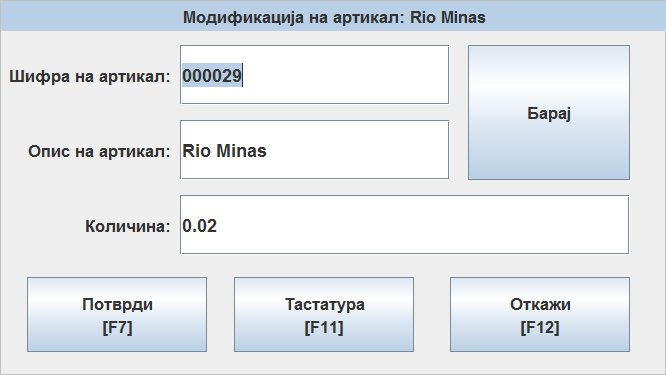 Модификација на артикал: Rio Minas
Шифра на артикал: 000029
Барај
Опис на артикал: Rio Minas
Количина: 0.02
Потврди
[F7]
Тастатура
[F11]
Откажи
[F12]